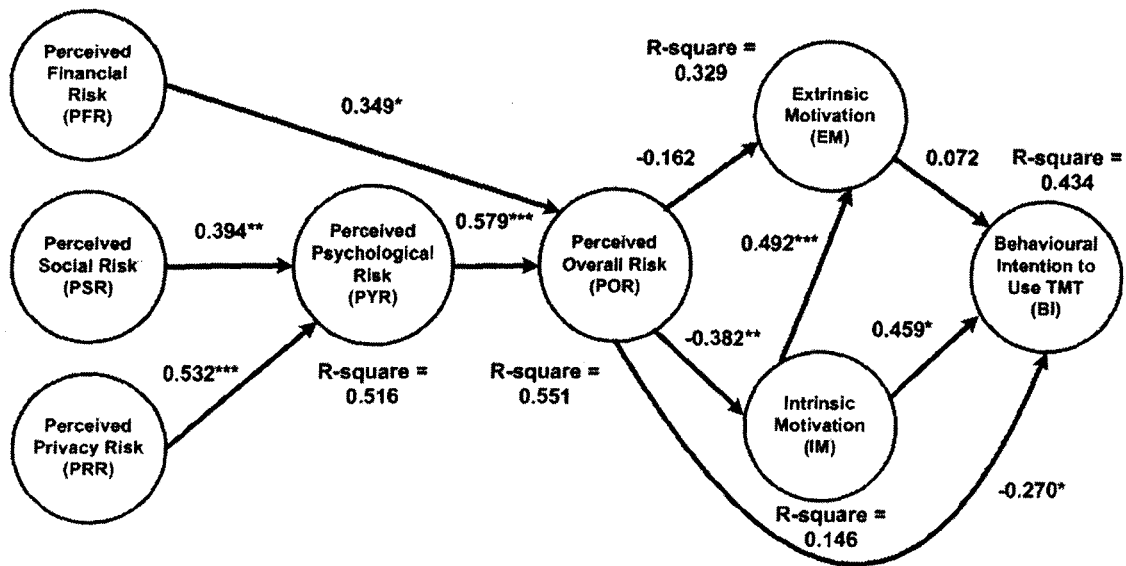 Perceived
Financial
Risk
(PFR)
0.349*
Perceived
Social Risk
(PSR)
0.394**
Perceived
Psychological
Risk
(PYR)
R-square =
0.516
0.579***
Perceived
Privacy Risk
(PRR)
0.532***
Perceived
Overall Risk
(POR)
R-square =
0.551
-0.162
R-square =
0.329
Extrinsic
Motivation
(EM)
0.072
0.492***
-0.382**
Intrinsic
Motivation
(IM)
R-square =
0.146
0.459*
R-square =
0.434
Behavioural
Intention to
Use TMT
(BI)
-0.270*